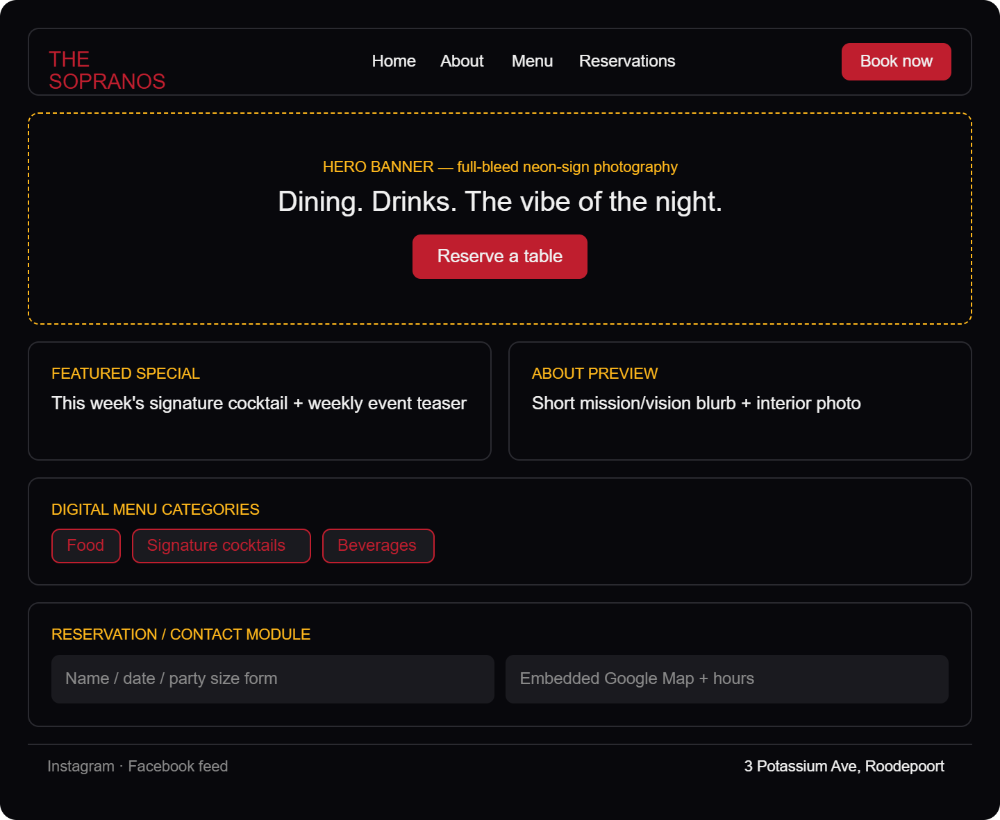 THE
SOPRANOS
Home About Menu Reservations
Book now
HERO BANNER — full-bleed neon-sign photography
Dining. Drinks. The vibe of the night.
Reserve a table
FEATURED SPECIAL
This week's signature cocktail + weekly event teaser
ABOUT PREVIEW
Short mission/vision blurb + interior photo
DIGITAL MENU CATEGORIES
Food
Signature cocktails
Beverages
RESERVATION / CONTACT MODULE
Name / date / party size form
Embedded Google Map + hours
Instagram · Facebook feed
3 Potassium Ave, Roodepoort